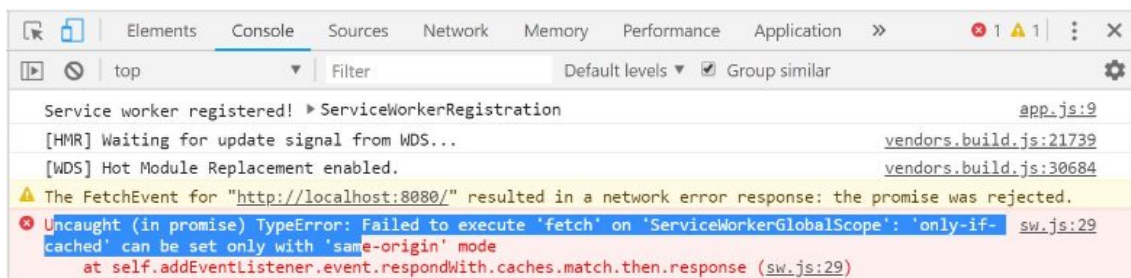 Elements Console Sources Network Memory Performance Application » 1 1
top Filter Default levels Group similar
Service worker registered! ServiceWorkerRegistration app.js:9
[HMR] Waiting for update signal from WDS... vendors.build.js:21739
[WDS] Hot Module Replacement enabled. vendors.build.js:30684
The FetchEvent for "http://localhost:8080/" resulted in a network error response: the promise was rejected.
Uncaught (in promise) TypeError: Failed to execute 'fetch' on 'ServiceWorkerGlobalScope': 'only-if- sw.js:29
cached' can be set only with 'same-origin' mode
at self.addEventListener.event.respondWith.caches.match.then.response (sw.js:29)